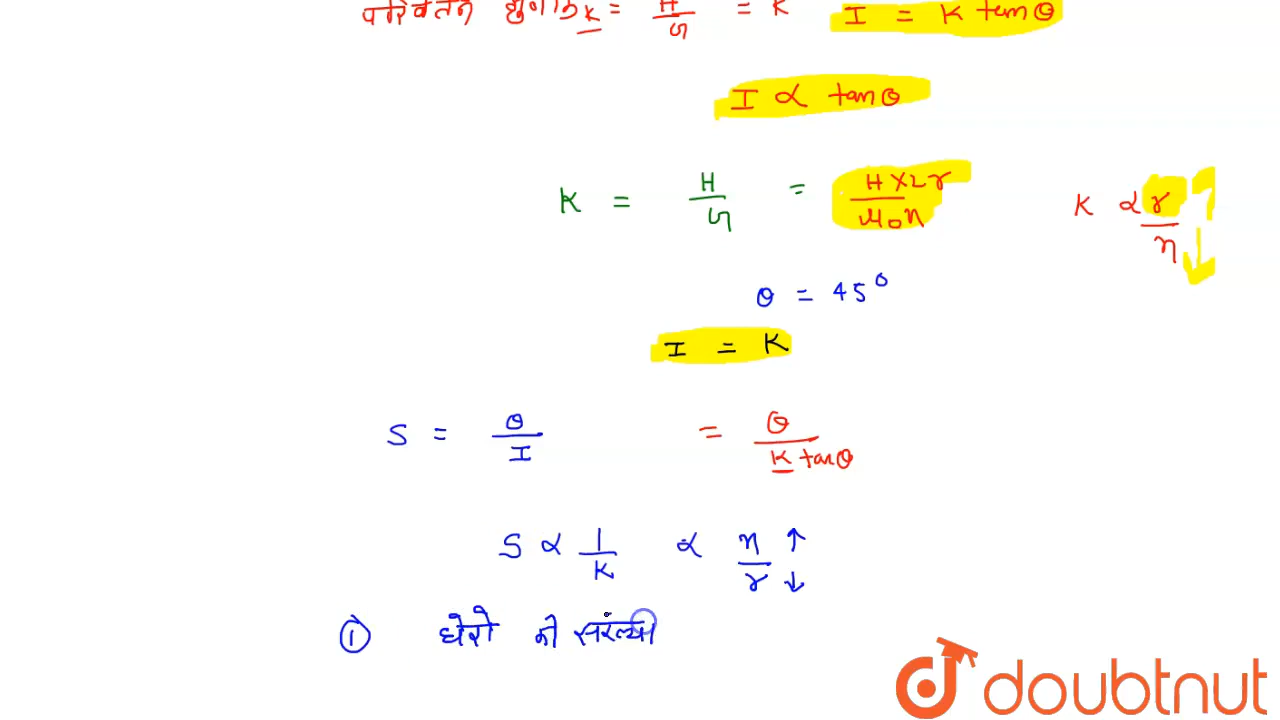 परिवर्तन गुणांक K = H/G = K I = K tanθ
I ∝ tanθ
K = H/G = H×2r/μ₀n K ∝ r/n ↑ ↓
θ = 45°
I = K
S = θ/I = θ/K tanθ
S ∝ 1/K ∝ n/r ↑ ↓
① घेरो की संख्या
doubtnut